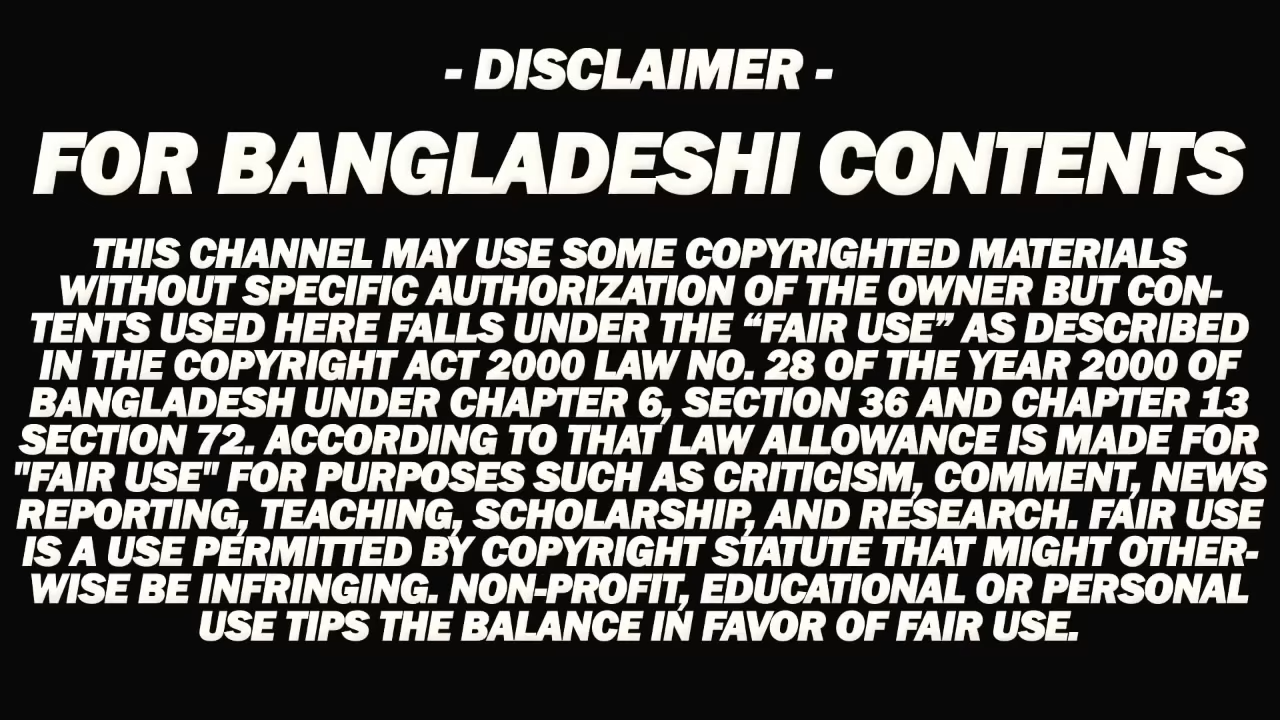 - DISCLAIMER -
FOR BANGLADESHI CONTENTS
THIS CHANNEL MAY USE SOME COPYRIGHTED MATERIALS
WITHOUT SPECIFIC AUTHORIZATION OF THE OWNER BUT CON-
TENTS USED HERE FALLS UNDER THE “FAIR USE” AS DESCRIBED
IN THE COPYRIGHT ACT 2000 LAW NO. 28 OF THE YEAR 2000 OF
BANGLADESH UNDER CHAPTER 6, SECTION 36 AND CHAPTER 13
SECTION 72. ACCORDING TO THAT LAW ALLOWANCE IS MADE FOR
"FAIR USE" FOR PURPOSES SUCH AS CRITICISM, COMMENT, NEWS
REPORTING, TEACHING, SCHOLARSHIP, AND RESEARCH. FAIR USE
IS A USE PERMITTED BY COPYRIGHT STATUTE THAT MIGHT OTHER-
WISE BE INFRINGING. NON-PROFIT, EDUCATIONAL OR PERSONAL
USE TIPS THE BALANCE IN FAVOR OF FAIR USE.